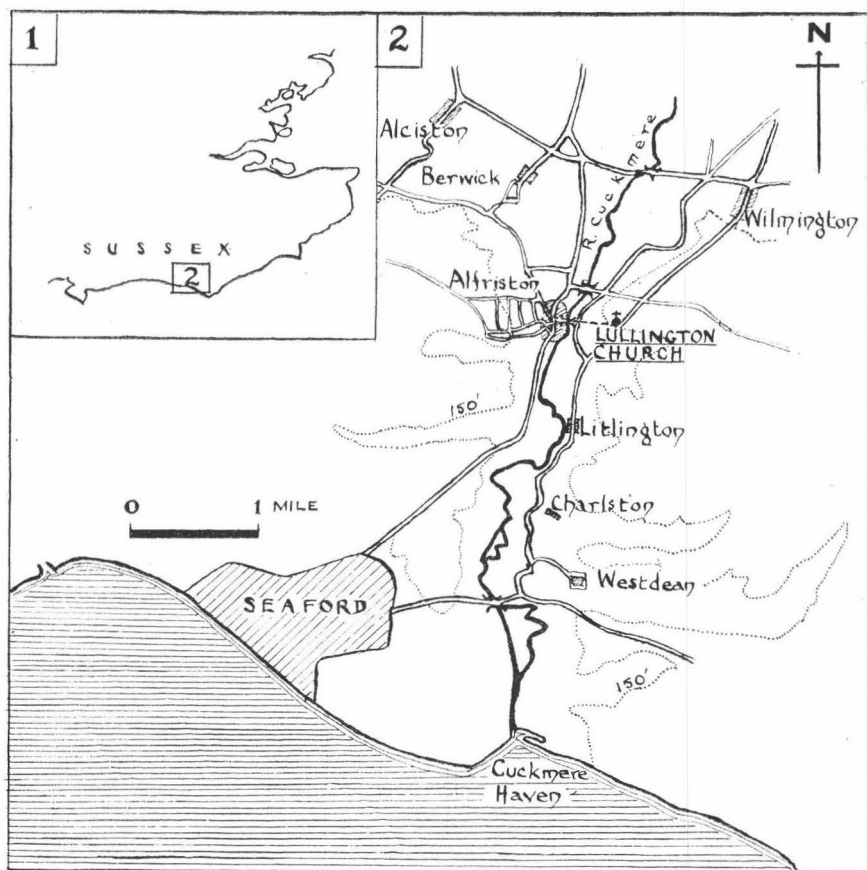 1
SUSSEX
2
2
N
Alciston
Berwick
R. Cuckmere
Wilmington
Alfriston
LULLINGTON
CHURCH
150'
Litlington
0 1 MILE
Charlston
Westdean
SEAFORD
150'
Cuckmere
Haven